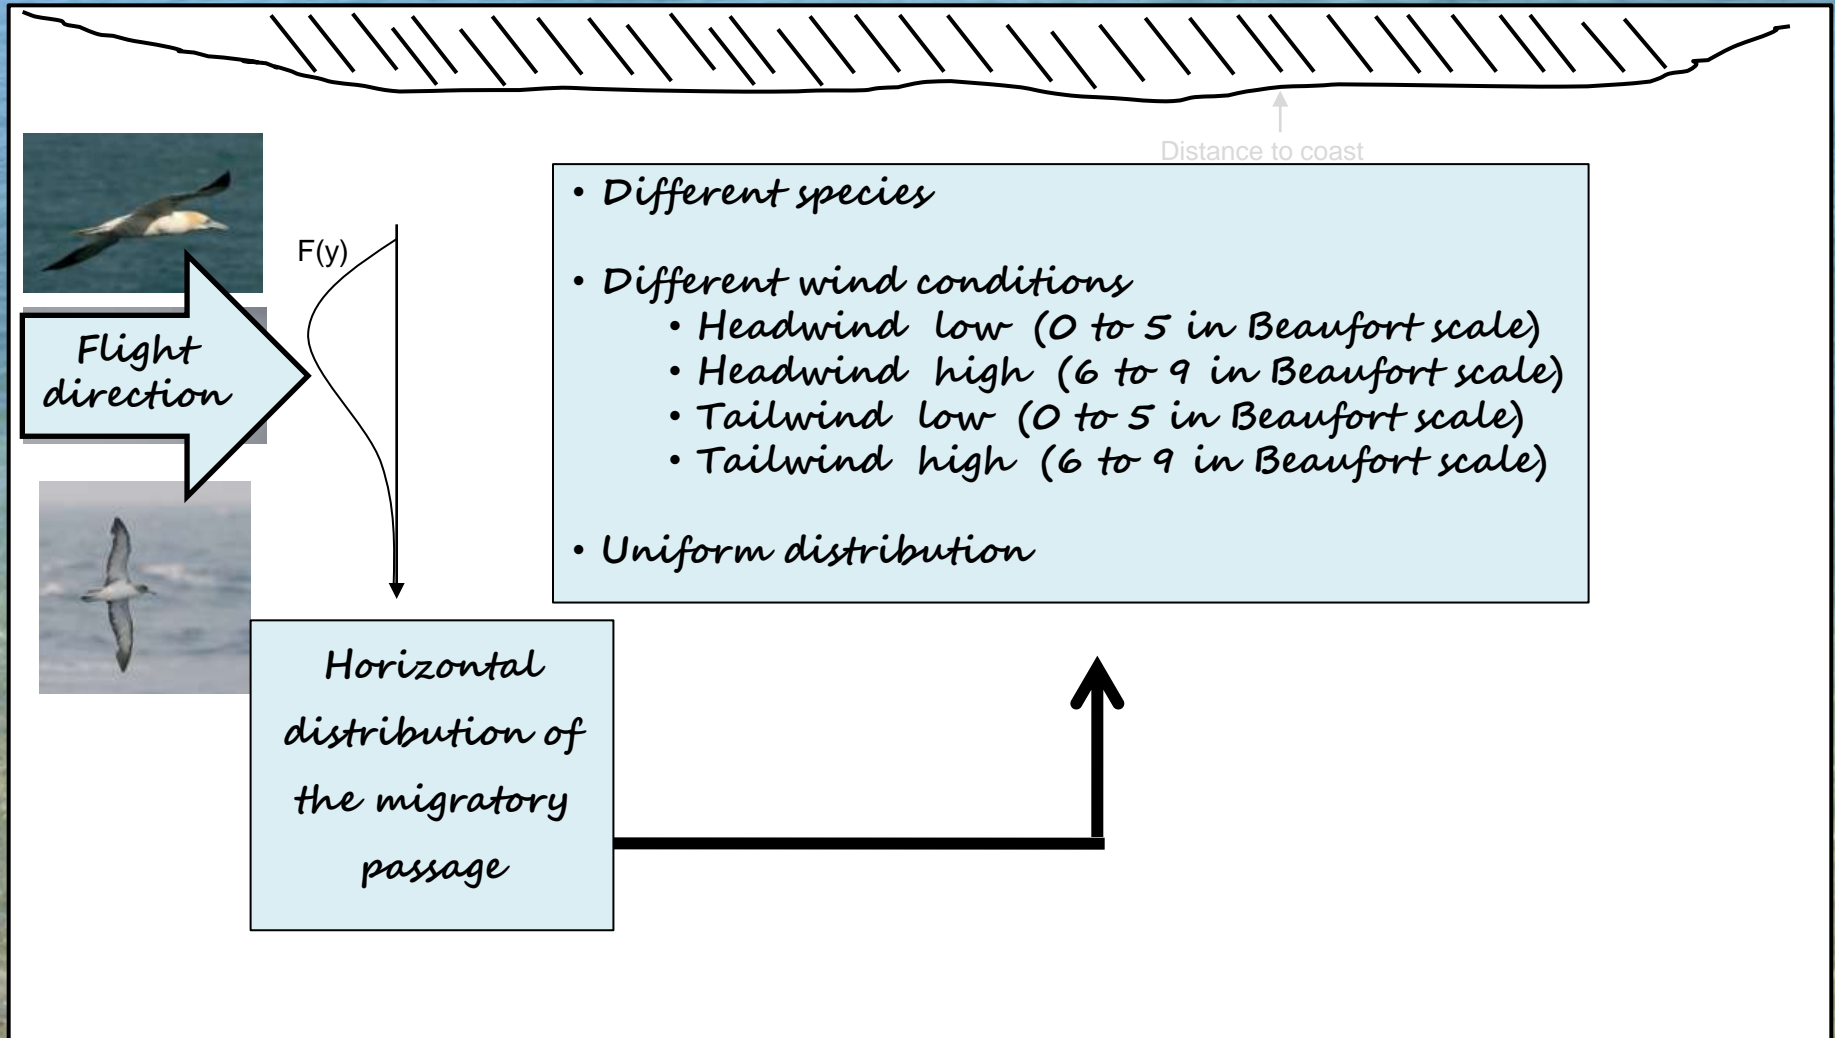 Distance to coast
F(y)
Flight
direction
• Different species
• Different wind conditions
• Headwind low (0 to 5 in Beaufort scale)
• Headwind high (6 to 9 in Beaufort scale)
• Tailwind low (0 to 5 in Beaufort scale)
• Tailwind high (6 to 9 in Beaufort scale)
• Uniform distribution
Horizontal
distribution of
the migratory
passage